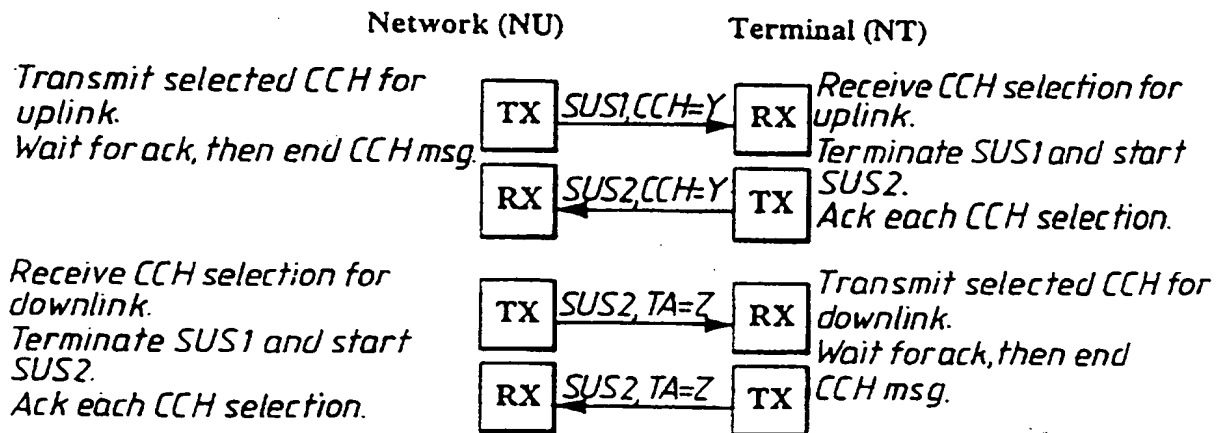 Network (NU)
Terminal (NT)
Transmit selected CCH for
uplink.
Wait for ack, then end CCH msg.
TX
SUS1,CCH=Y
RX
Receive CCH selection for
uplink.
Terminate SUS1 and start
SUS2.
Ack each CCH selection.
RX
SUS2,CCH=Y
TX
Receive CCH selection for
downlink.
Terminate SUS1 and start
SUS2.
Ack each CCH selection.
TX
SUS2, TA=Z
RX
Transmit selected CCH for
downlink.
Wait for ack, then end
CCH msg.
RX
SUS2, TA=Z
TX